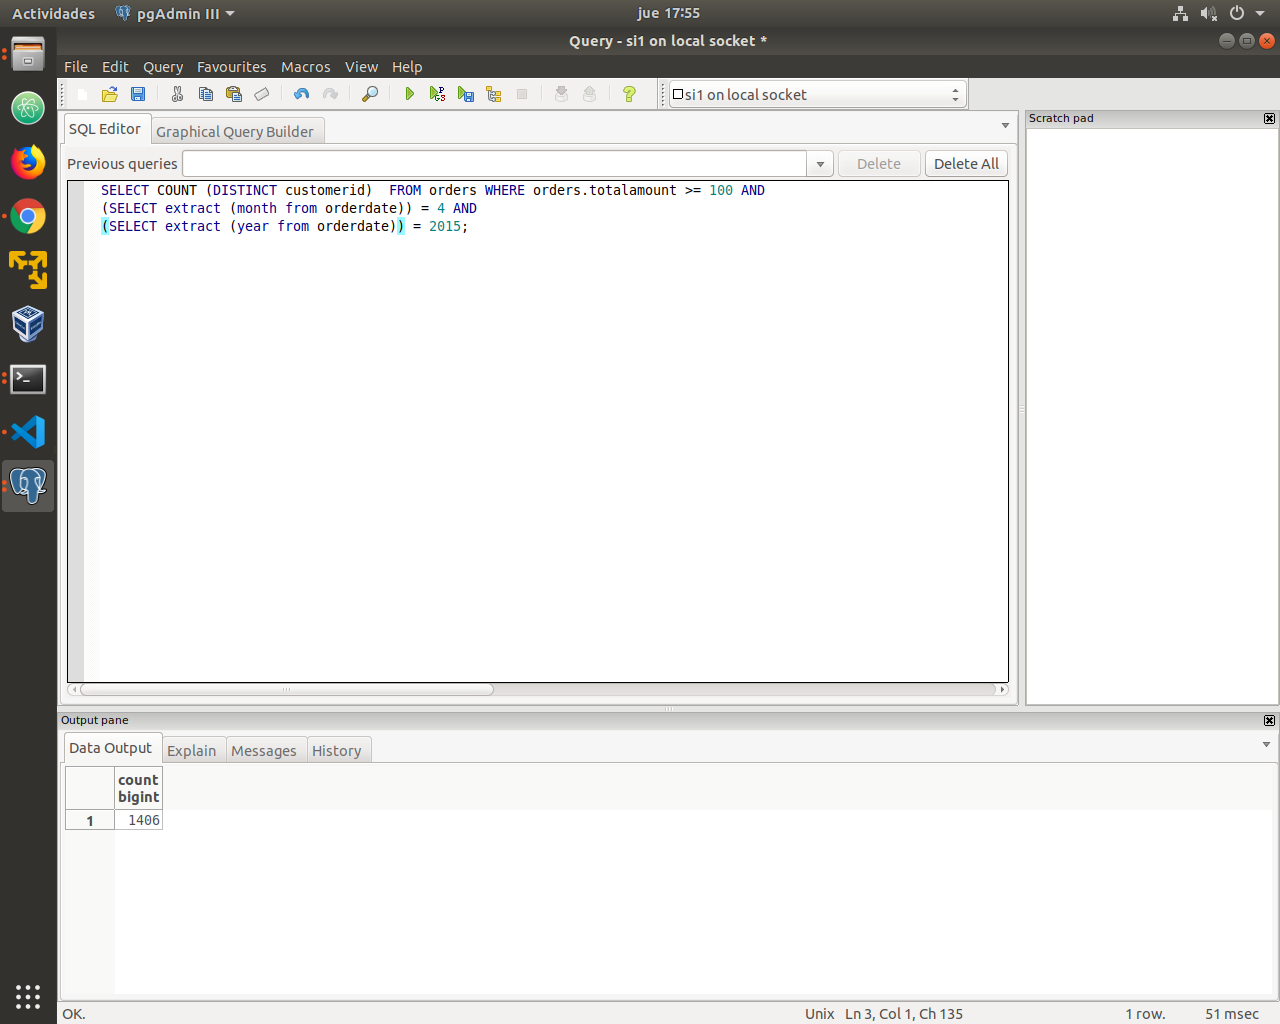 Actividades pgAdmin III jue 17:55
Query - si1 on local socket *
File Edit Query Favourites Macros View Help
si1 on local socket
SQL Editor Graphical Query Builder
Scratch pad
Previous queries Delete Delete All
SELECT COUNT (DISTINCT customerid)  FROM orders WHERE orders.totalamount >= 100 AND
(SELECT extract (month from orderdate)) = 4 AND
(SELECT extract (year from orderdate)) = 2015;
Output pane
Data Output Explain Messages History
count
bigint
1 1406
OK. Unix Ln 3, Col 1, Ch 135 1 row. 51 msec